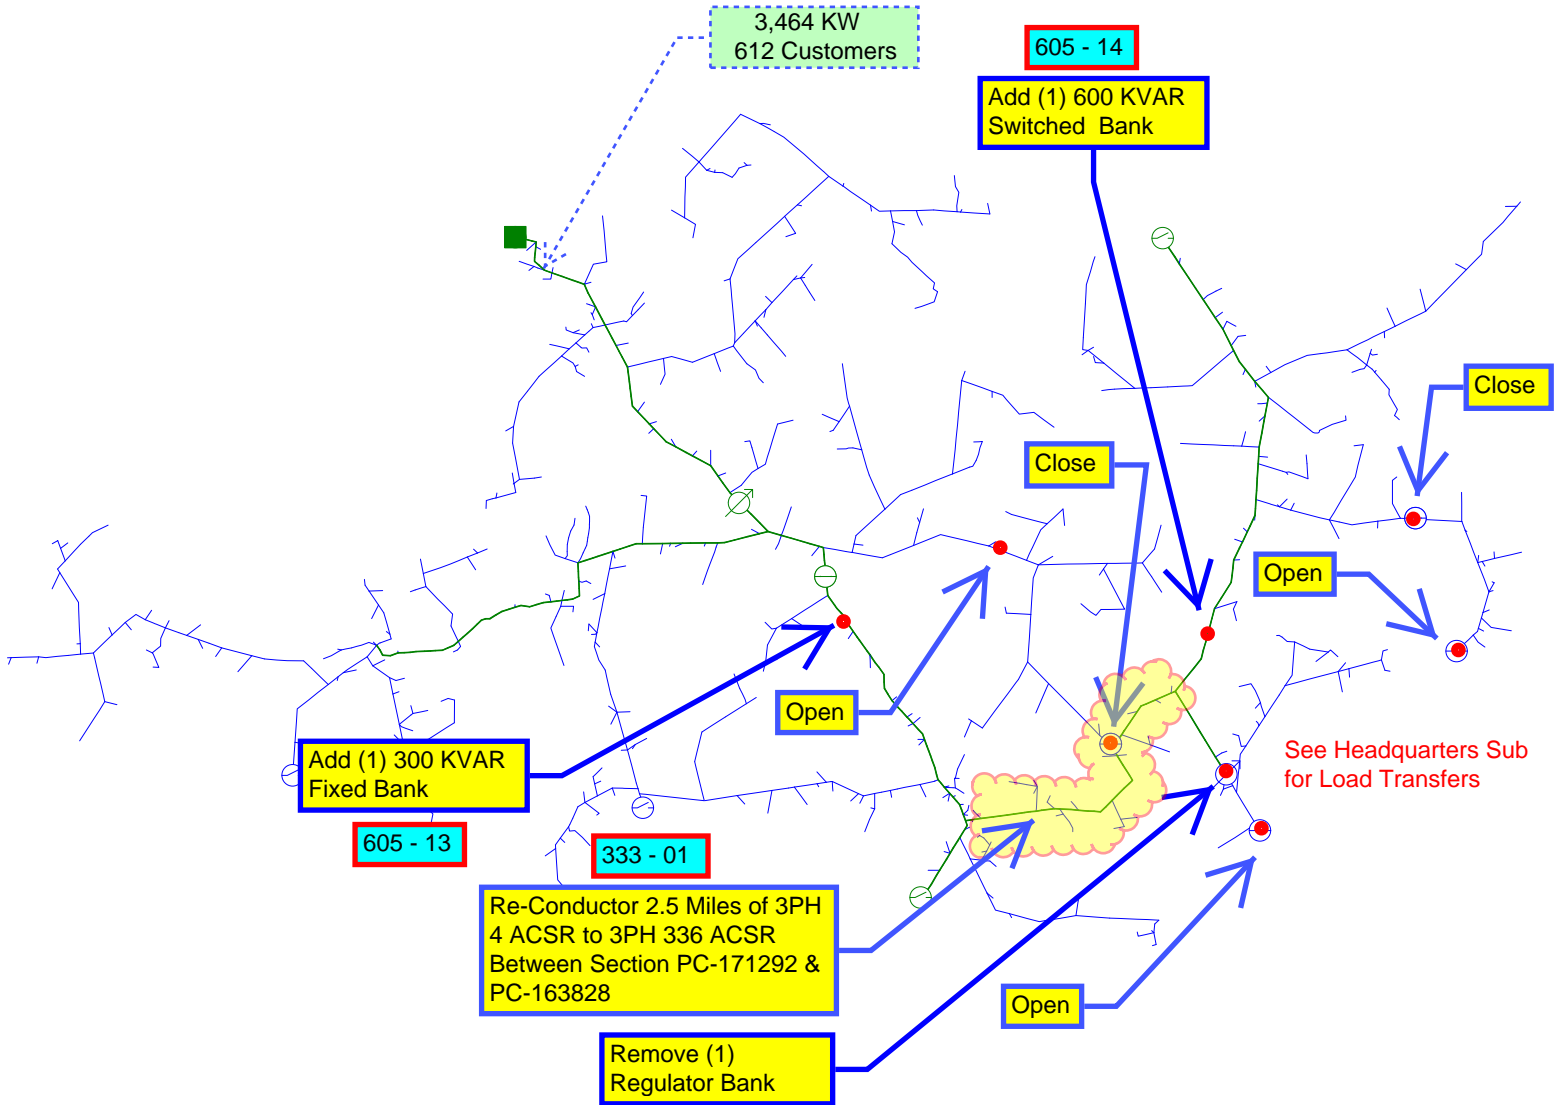 3,464 KW
612 Customers
605 - 14
Add (1) 600 KVAR
Switched Bank
Close
Close
Open
Open
See Headquarters Sub
for Load Transfers
Add (1) 300 KVAR
Fixed Bank
605 - 13
333 - 01
Re-Conductor 2.5 Miles of 3PH
4 ACSR to 3PH 336 ACSR
Between Section PC-171292 &
PC-163828
Open
Remove (1)
Regulator Bank